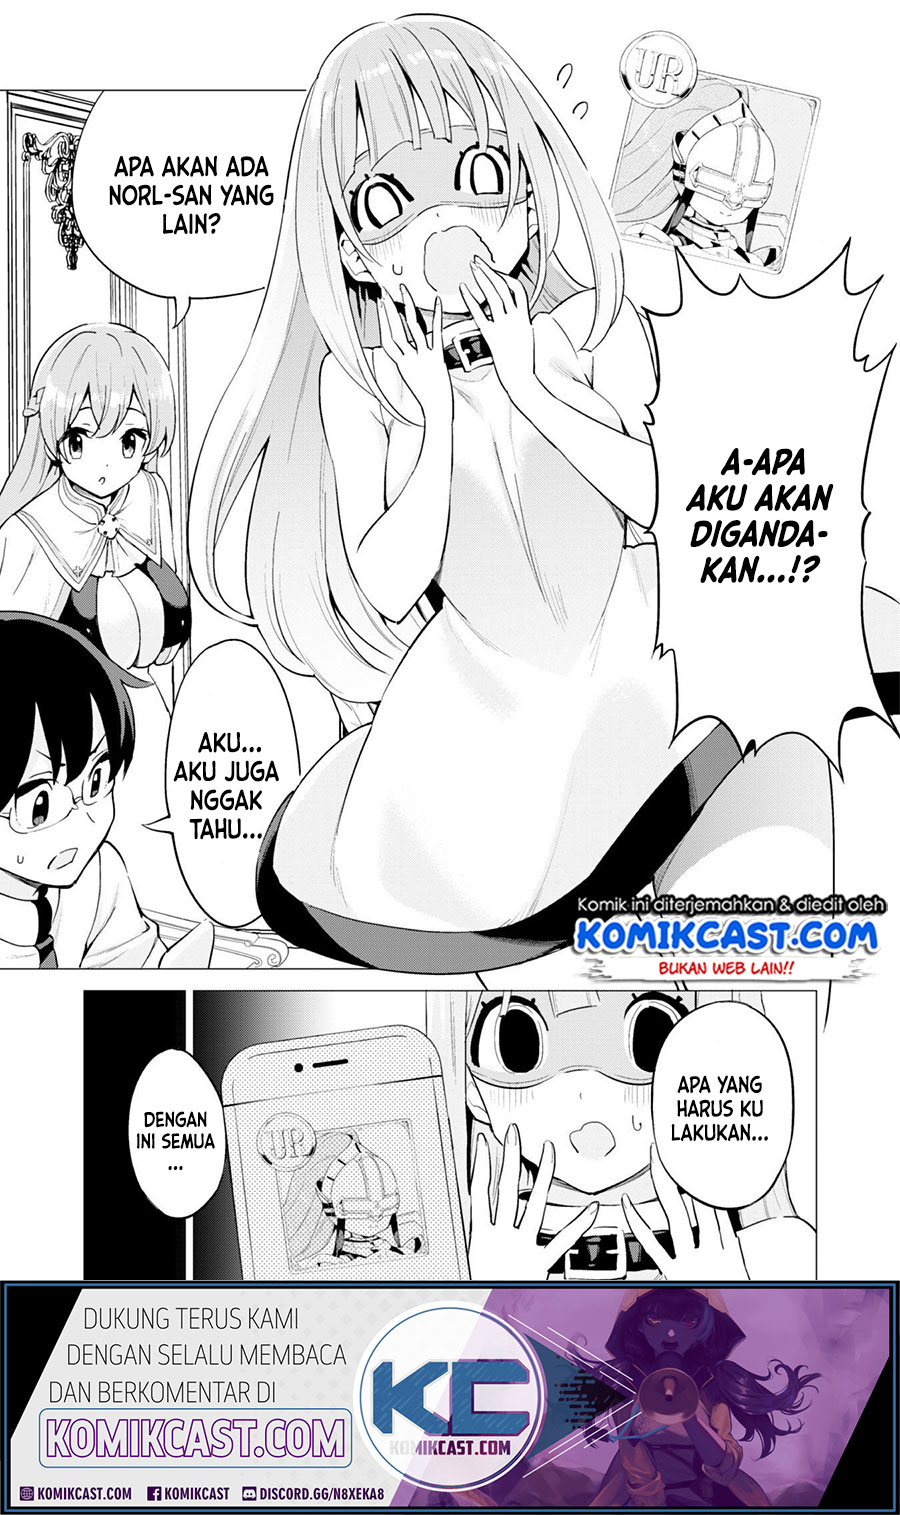 UR
APA AKAN ADA
NORL-SAN YANG
LAIN?
A-APA
AKU AKAN
DIGANDA-
KAN...!?
AKU...
AKU JUGA
NGGAK
TAHU...
Komik ini diterjemahkan & diedit oleh
KOMIKCAST.COM
BUKAN WEB LAIN!!
APA YANG
HARUS KU
LAKUKAN...
DENGAN
INI SEMUA
...
UR
DUKUNG TERUS KAMI
DENGAN SELALU MEMBACA
DAN BERKOMENTAR DI
KOMIKCAST.COM
KC
KOMIKCAST.COM
KOMIKCAST.COM
KOMIKCAST
DISCORD.GG/N8XEKA8